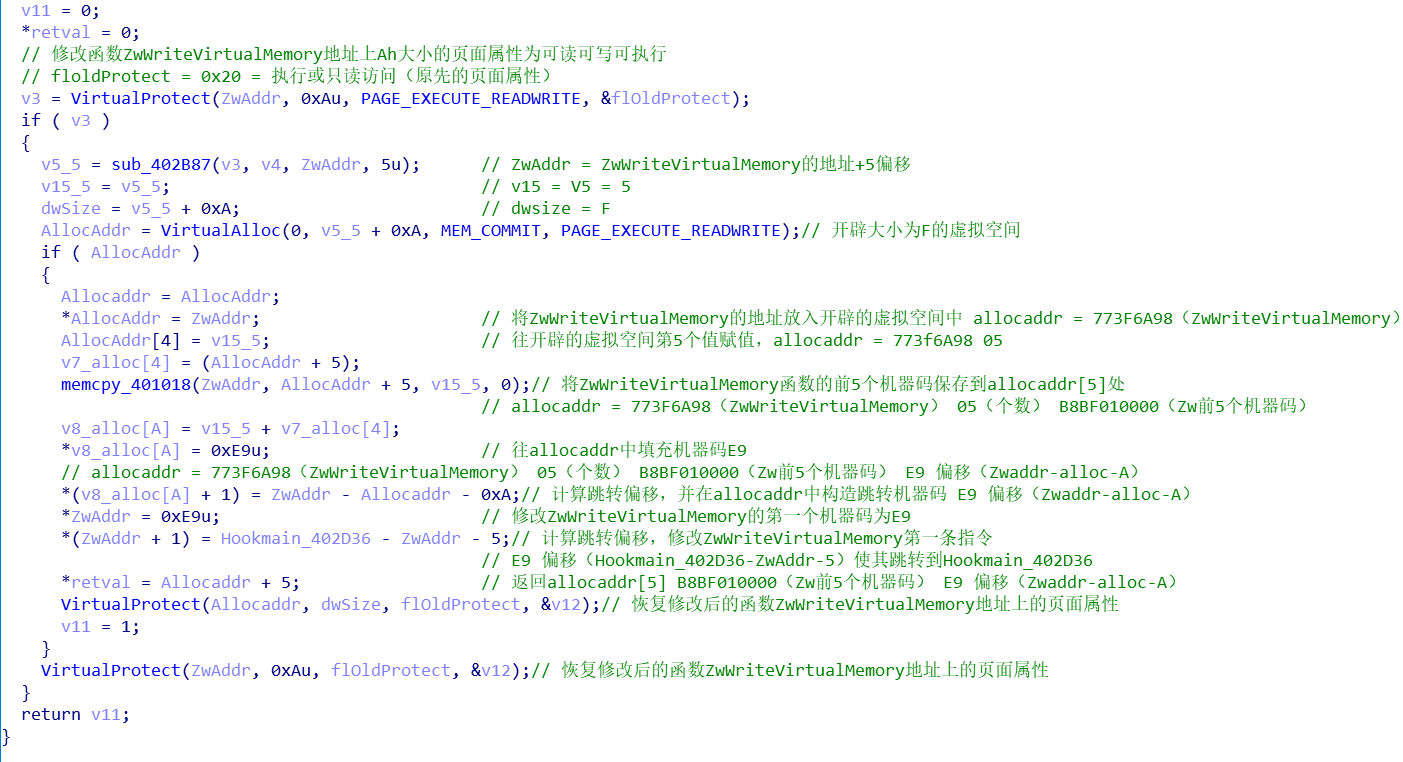 v11 = 0;
*retval = 0;
// 修改函数ZwWriteVirtualMemory地址上Ah大小的页面属性为可读可写可执行
// floldProtect = 0x20 = 执行或只读访问（原先的页面属性）
v3 = VirtualProtect(ZwAddr, 0xAu, PAGE_EXECUTE_READWRITE, &flOldProtect);
if ( v3 )
{
v5_5 = sub_402B87(v3, v4, ZwAddr, 5u); // ZwAddr = ZwWriteVirtualMemory的地址+5偏移
v15_5 = v5_5; // v15 = V5 = 5
dwSize = v5_5 + 0xA; // dwsize = F
AllocAddr = VirtualAlloc(0, v5_5 + 0xA, MEM_COMMIT, PAGE_EXECUTE_READWRITE);// 开辟大小为F的虚拟空间
if ( AllocAddr )
{
Allocaddr = AllocAddr;
*AllocAddr = ZwAddr; // 将ZwWriteVirtualMemory的地址放入开辟的虚拟空间中 allocaddr = 773F6A98（ZwWriteVirtualMemory）
AllocAddr[4] = v15_5; // 往开辟的虚拟空间第5个值赋值，allocaddr = 773f6A98 05
v7_alloc[4] = (AllocAddr + 5);
memcpy_401018(ZwAddr, AllocAddr + 5, v15_5, 0);// 将ZwWriteVirtualMemory函数的前5个机器码保存到allocaddr[5]处
// allocaddr = 773F6A98（ZwWriteVirtualMemory） 05（个数） B8BF010000（Zw前5个机器码）
v8_alloc[A] = v15_5 + v7_alloc[4];
*v8_alloc[A] = 0xE9u; // 往allocaddr中填充机器码E9
// allocaddr = 773F6A98（ZwWriteVirtualMemory） 05（个数） B8BF010000（Zw前5个机器码） E9 偏移（Zwaddr-alloc-A）
*(v8_alloc[A] + 1) = ZwAddr - Allocaddr - 0xA;// 计算跳转偏移，并在allocaddr中构造跳转机器码 E9 偏移（Zwaddr-alloc-A）
*ZwAddr = 0xE9u; // 修改ZwWriteVirtualMemory的第一个机器码为E9
*(ZwAddr + 1) = Hookmain_402D36 - ZwAddr - 5;// 计算跳转偏移，修改ZwWriteVirtualMemory第一条指令
// E9 偏移（Hookmain_402D36-ZwAddr-5）使其跳转到Hookmain_402D36
*retval = Allocaddr + 5; // 返回allocaddr[5] B8BF010000（Zw前5个机器码） E9 偏移（Zwaddr-alloc-A）
VirtualProtect(Allocaddr, dwSize, flOldProtect, &v12);// 恢复修改后的函数ZwWriteVirtualMemory地址上的页面属性
v11 = 1;
}
VirtualProtect(ZwAddr, 0xAu, flOldProtect, &v12);// 恢复修改后的函数ZwWriteVirtualMemory地址上的页面属性
}
return v11;
}